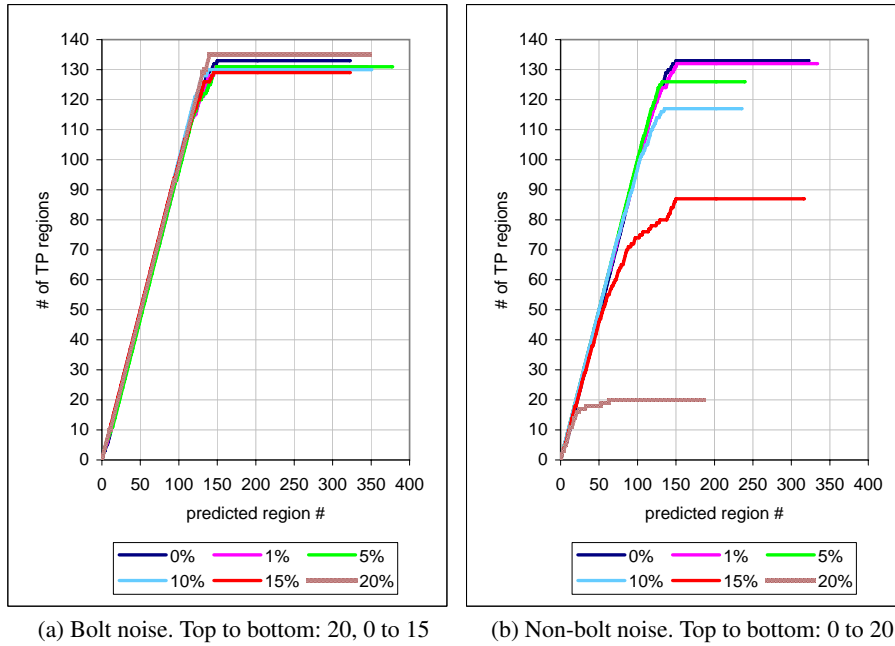 140
130
120
110
100
90
80
70
60
50
40
30
20
10
0
# of TP regions
0 50 100 150 200 250 300 350 400
predicted region #
0% 1% 5%
10% 15% 20%
(a) Bolt noise. Top to bottom: 20, 0 to 15
140
130
120
110
100
90
80
70
60
50
40
30
20
10
0
# of TP regions
0 50 100 150 200 250 300 350 400
predicted region #
0% 1% 5%
10% 15% 20%
(b) Non-bolt noise. Top to bottom: 0 to 20